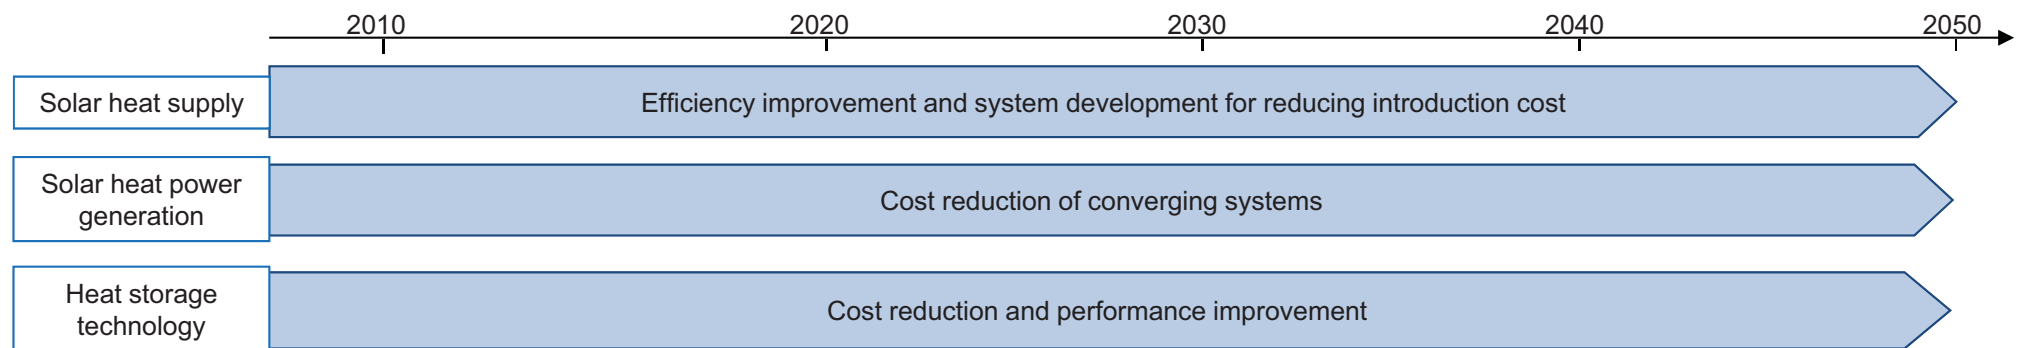 2010 2020 2030 2040 2050
Solar heat supply
Efficiency improvement and system development for reducing introduction cost
Solar heat power
generation
Cost reduction of converging systems
Heat storage
technology
Cost reduction and performance improvement